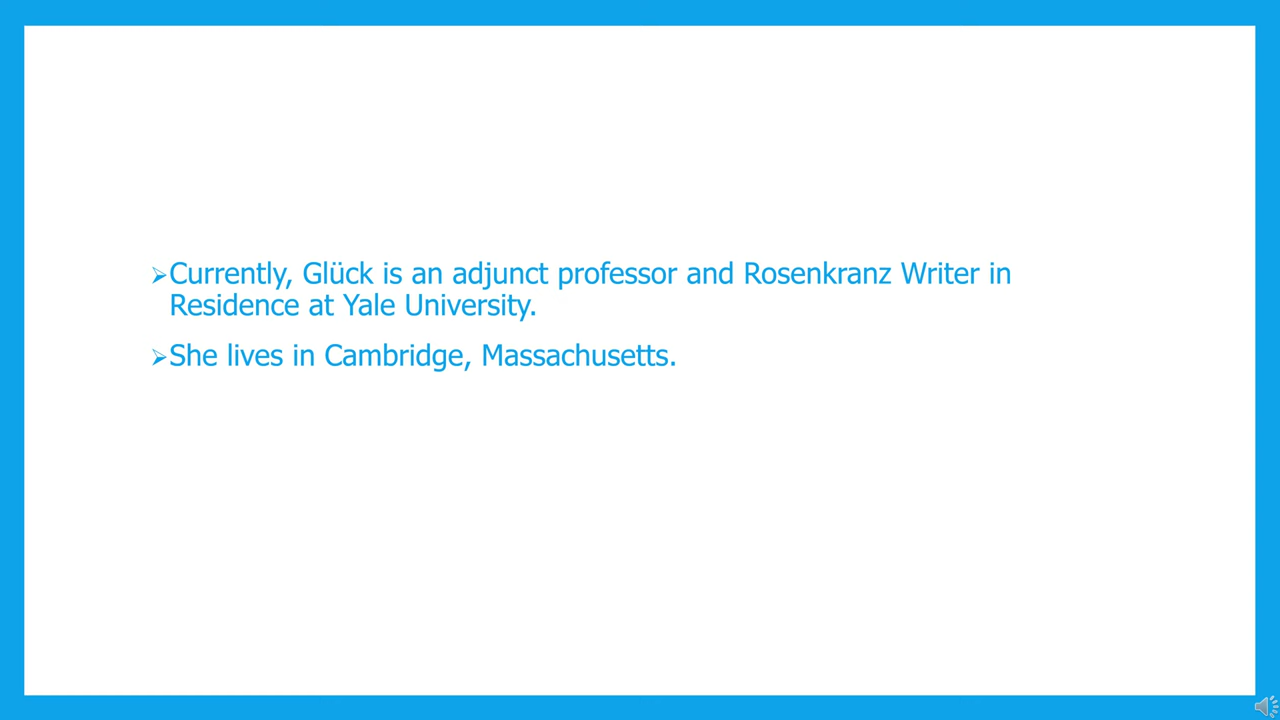 ➢Currently, Glück is an adjunct professor and Rosenkranz Writer in
Residence at Yale University.
➢She lives in Cambridge, Massachusetts.